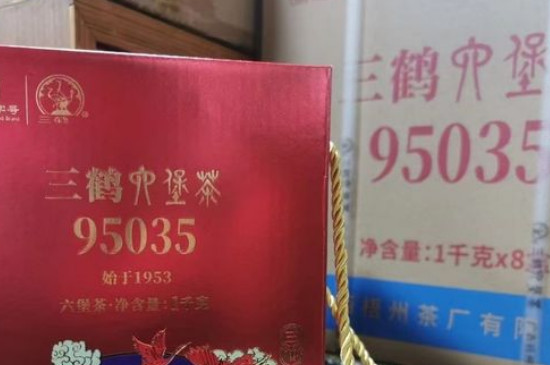 三鹤
三鹤六堡茶
95035
始于1953
六堡茶·净含量:1千克
三鹤六堡
95035
净含量:1千克x8
梧州茶厂有限